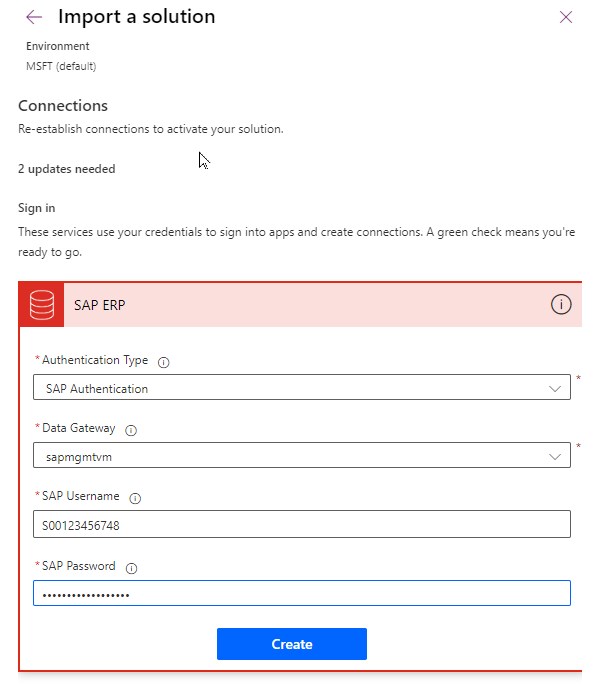 Import a solution
Environment
MSFT (default)
Connections
Re-establish connections to activate your solution.
2 updates needed
Sign in
These services use your credentials to sign into apps and create connections. A green check means you're
ready to go.
SAP ERP
* Authentication Type
SAP Authentication
*
* Data Gateway
sapmgmtvm
*
* SAP Username
S00123456748
* SAP Password
••••••••••••••••••
Create